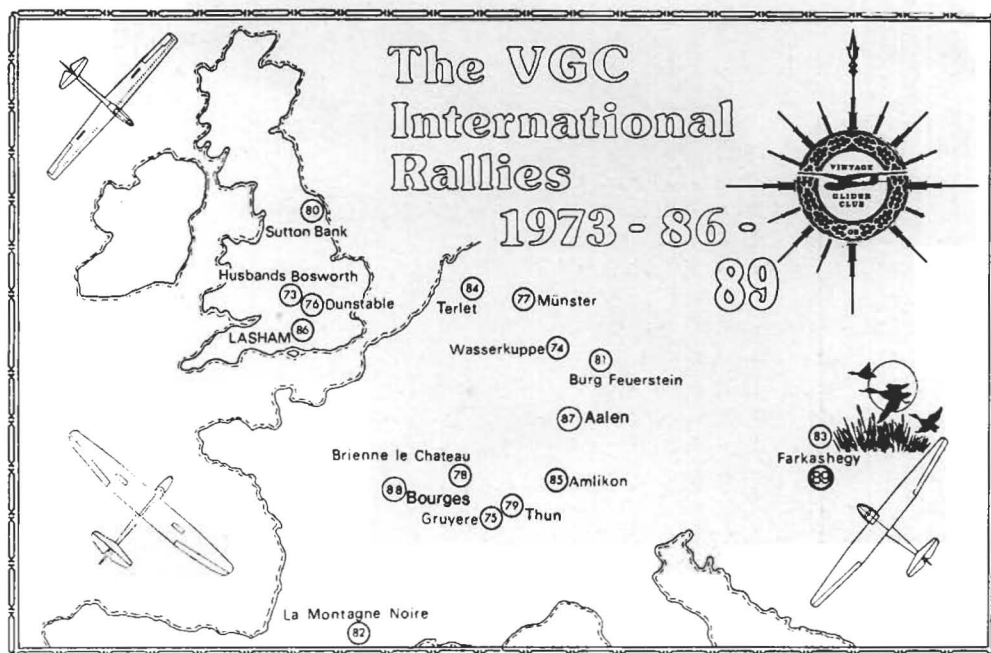 The VGC
International
Rallies
1973 - 86 -
89
VINTAGE
GLIDER
CLUB
80
Sutton Bank
Husbands Bosworth
73
76 Dunstable
LASHAM 86
84
Terlet
77 Münster
Wasserkuppe 74
81
Burg Feuerstein
87 Aalen
83
Farkashegy
89
Brienne le Chateau
78
88 Bourges
85 Amlikon
79 Thun
Gruyere 75
La Montagne Noire
82